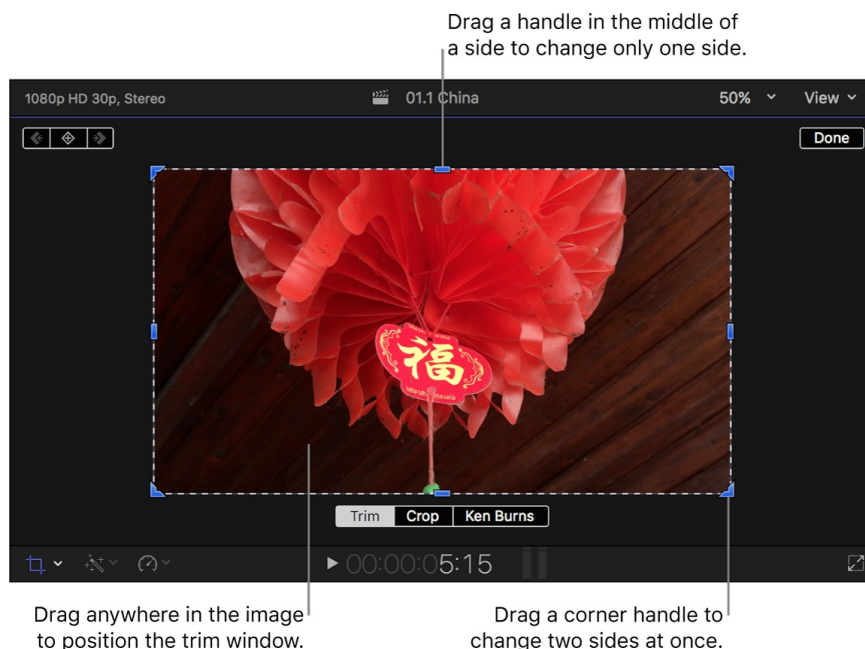 Drag a handle in the middle of
a side to change only one side.
1080p HD 30p, Stereo
01.1 China
50%
View
Done
福
Trim
Crop
Ken Burns
00:00:05:15
Drag anywhere in the image
to position the trim window.
Drag a corner handle to
change two sides at once.